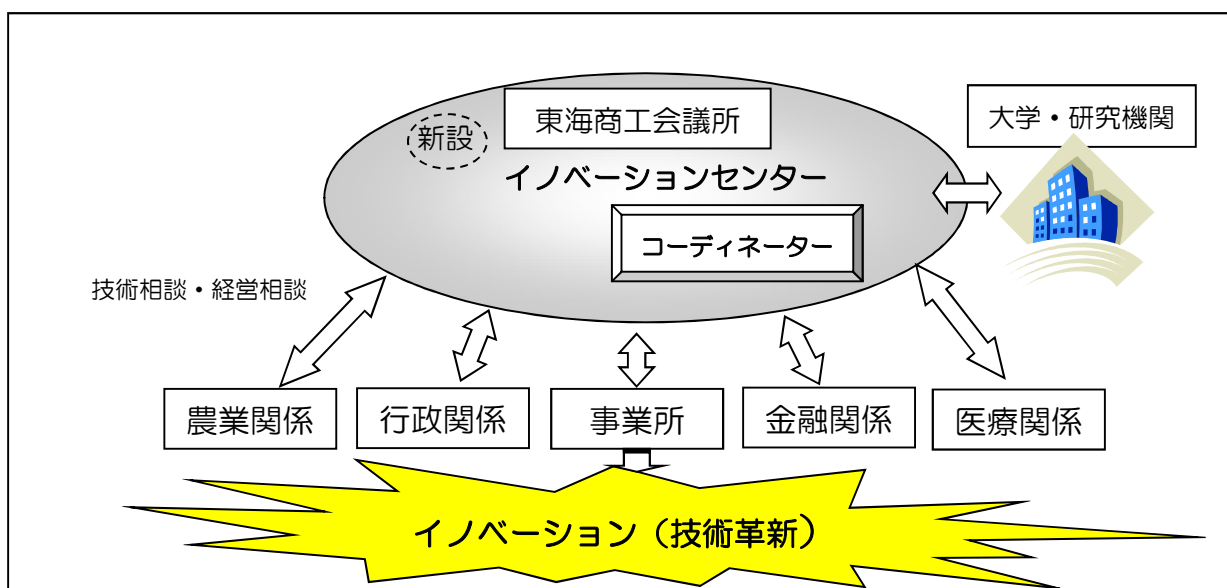 東海商工会議所
新設
大学・研究機関
イノベーションセンター
コーディネーター
技術相談・経営相談
農業関係
行政関係
事業所
金融関係
医療関係
イノベーション（技術革新）